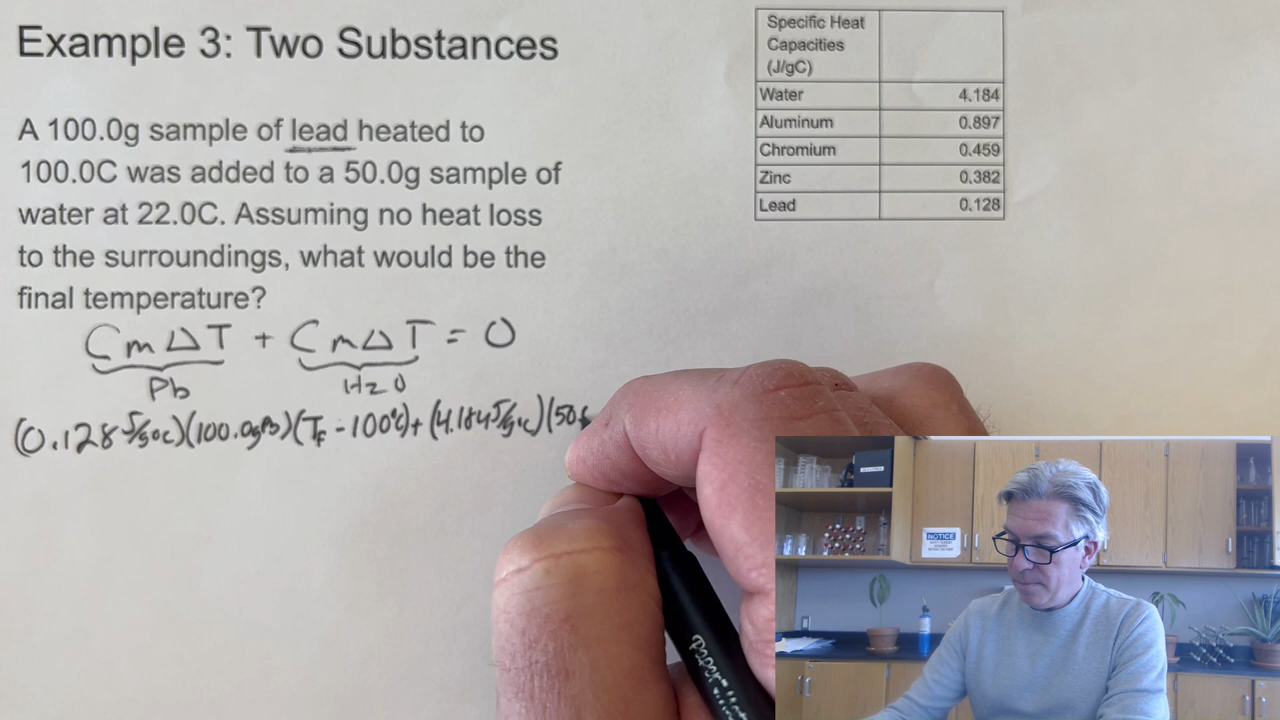 Example 3: Two Substances
A 100.0g sample of lead heated to
100.0C was added to a 50.0g sample of
water at 22.0C. Assuming no heat loss
to the surroundings, what would be the
final temperature?
CmΔT + CmΔT = 0
Pb H2O
(0.128 J/g°C)(100.0gPb)(TF - 100°C)+(4.184J/g°C)(50
Specific Heat
Capacities
(J/gC)
Water 4.184
Aluminum 0.897
Chromium 0.459
Zinc 0.382
Lead 0.128
NOTICE